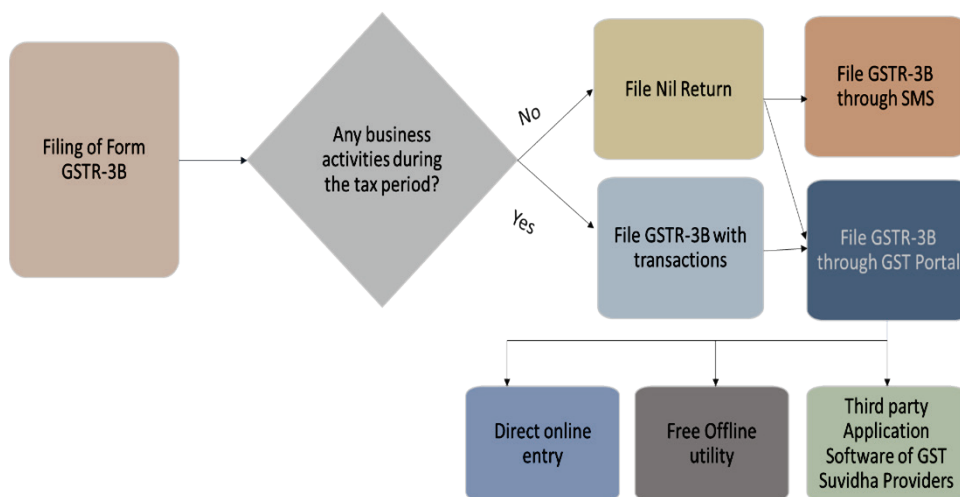 Filing of Form
GSTR-3B
Any business
activities during
the tax period?
No
Yes
File Nil Return
File GSTR-3B
through SMS
File GSTR-3B with
transactions
File GSTR-3B
through GST Portal
Direct online
entry
Free Offline
utility
Third party
Application
Software of GST
Suvidha Providers